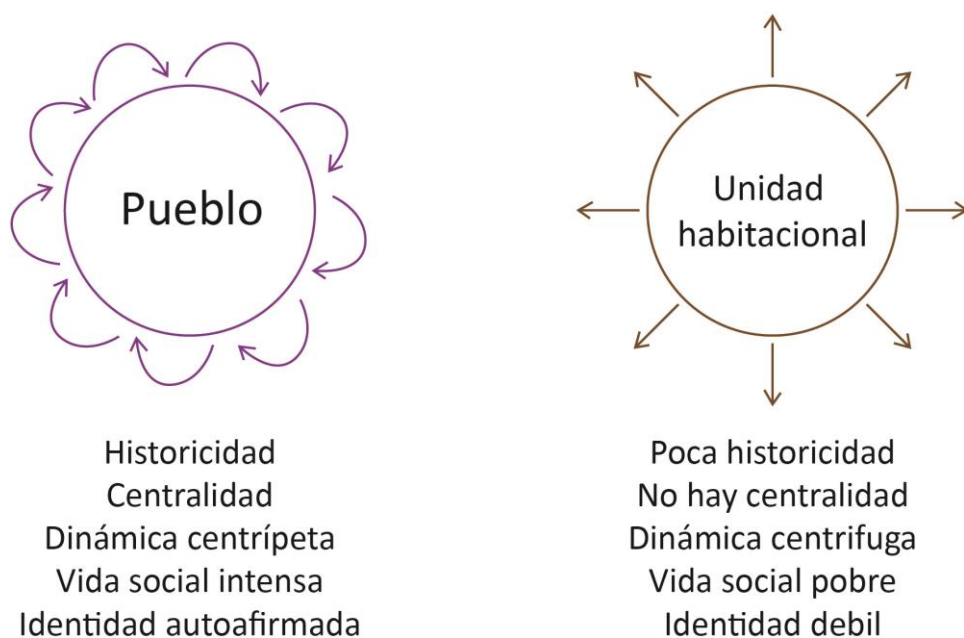 Pueblo
Historicidad
Centralidad
Dinámica centrípeta
Vida social intensa
Identidad autoafirmada
Unidad
habitacional
Poca historicidad
No hay centralidad
Dinámica centrifuga
Vida social pobre
Identidad debil